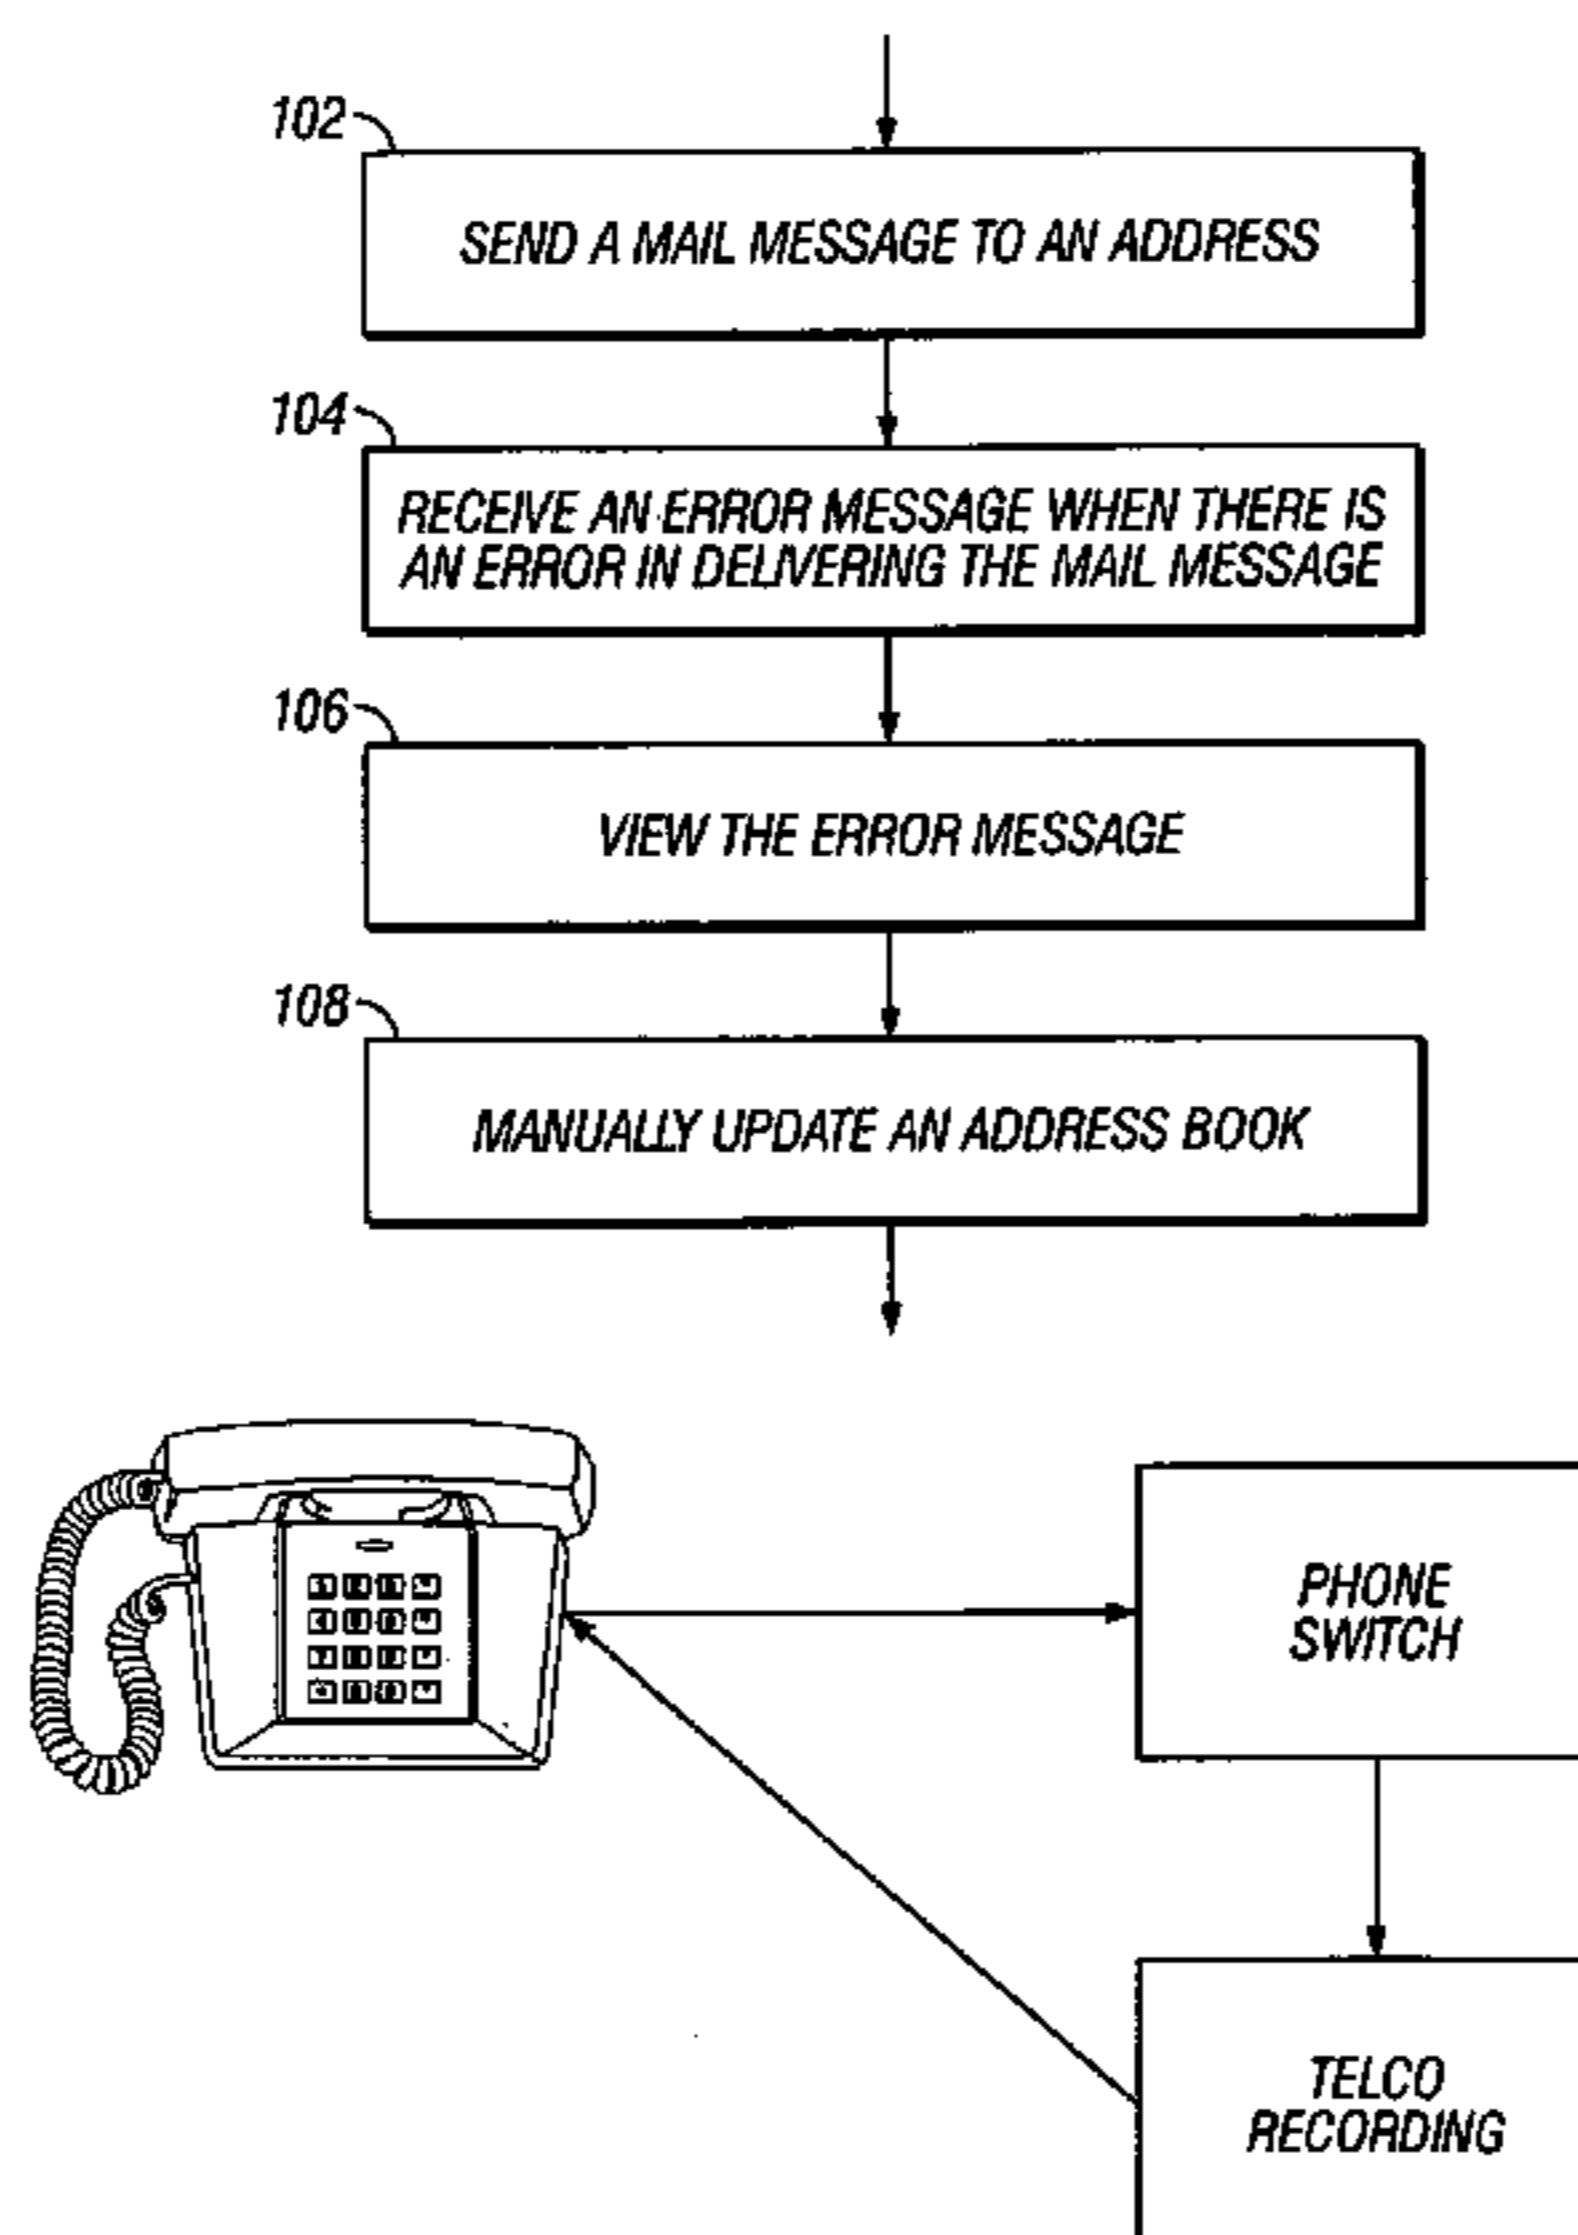 102
SEND A MAIL MESSAGE TO AN ADDRESS
104
RECEIVE AN ERROR MESSAGE WHEN THERE IS
AN ERROR IN DELIVERING THE MAIL MESSAGE
106
VIEW THE ERROR MESSAGE
108
MANUALLY UPDATE AN ADDRESS BOOK
PHONE
SWITCH
TELCO
RECORDING